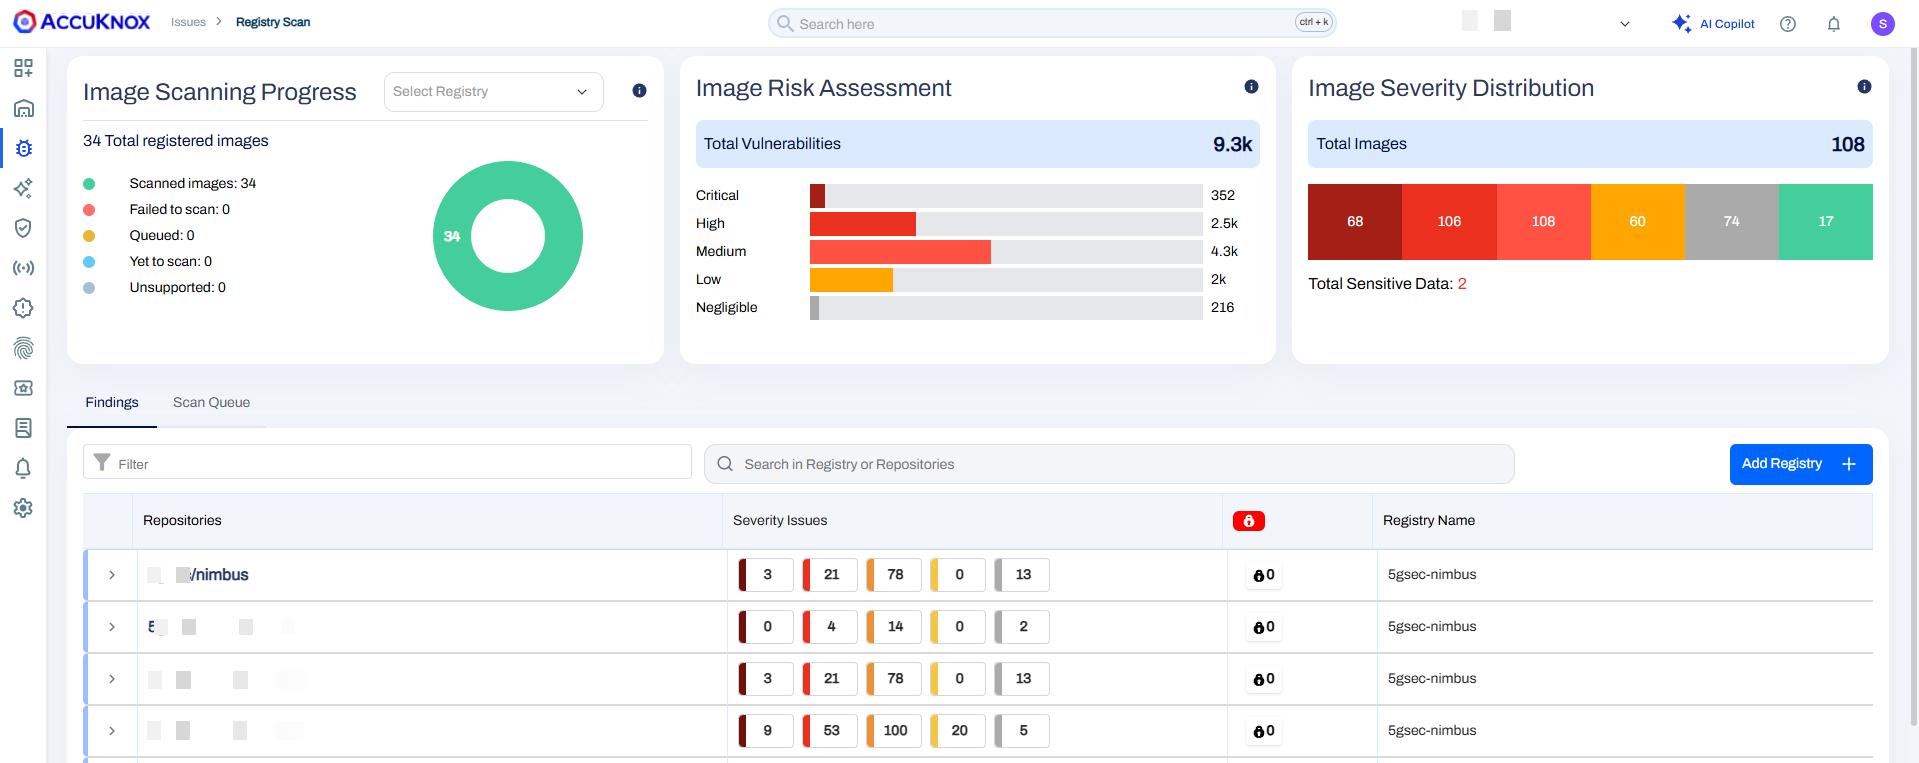 ACCUKNOX
Issues > Registry Scan
Search here
ctrl + k
AI Copilot
S
Image Scanning Progress
Select Registry
34 Total registered images
Scanned images: 34
Failed to scan: 0
Queued: 0
Yet to scan: 0
Unsupported: 0
34
Image Risk Assessment
Total Vulnerabilities 9.3k
Critical 352
High 2.5k
Medium 4.3k
Low 2k
Negligible 216
Image Severity Distribution
Total Images 108
68 106 108 60 74 17
Total Sensitive Data: 2
Findings Scan Queue
Filter
Search in Registry or Repositories
Add Registry +
Repositories Severity Issues Registry Name
/nimbus 3 21 78 0 13 0 5gsec-nimbus
5 0 4 14 0 2 0 5gsec-nimbus
3 21 78 0 13 0 5gsec-nimbus
9 53 100 20 5 0 5gsec-nimbus